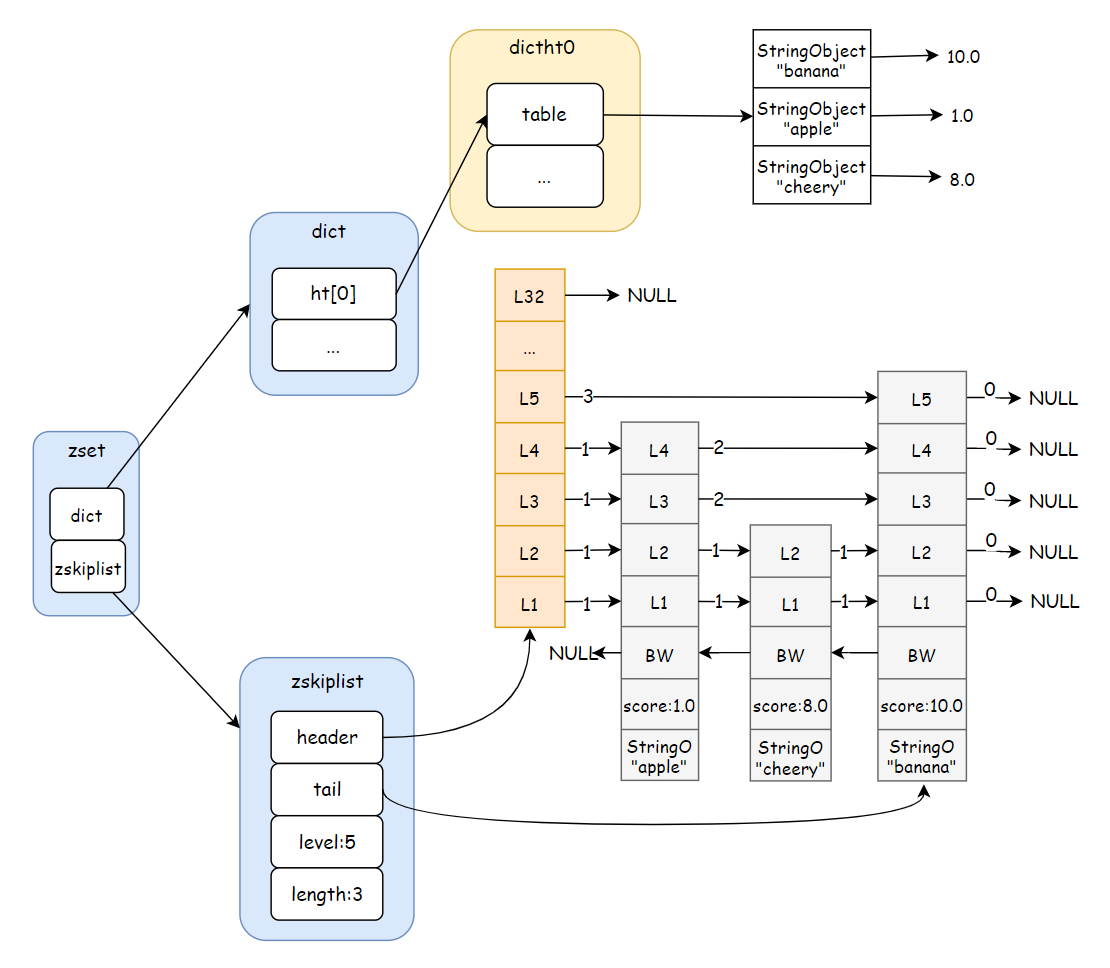 dictht0
table
...
StringObject
"banana"
10.0
StringObject
"apple"
1.0
StringObject
"cheery"
8.0
dict
ht[0]
...
zset
dict
zskiplist
L32
NULL
...
L5
3
L5
0
NULL
L4
1
L4
2
L4
0
NULL
L3
1
L3
2
L3
0
NULL
L2
1
L2
1
L2
1
L2
0
NULL
L1
1
L1
1
L1
1
L1
0
NULL
NULL
BW
BW
BW
score:1.0
score:8.0
score:10.0
StringO
"apple"
StringO
"cheery"
StringO
"banana"
zskiplist
header
tail
level:5
length:3